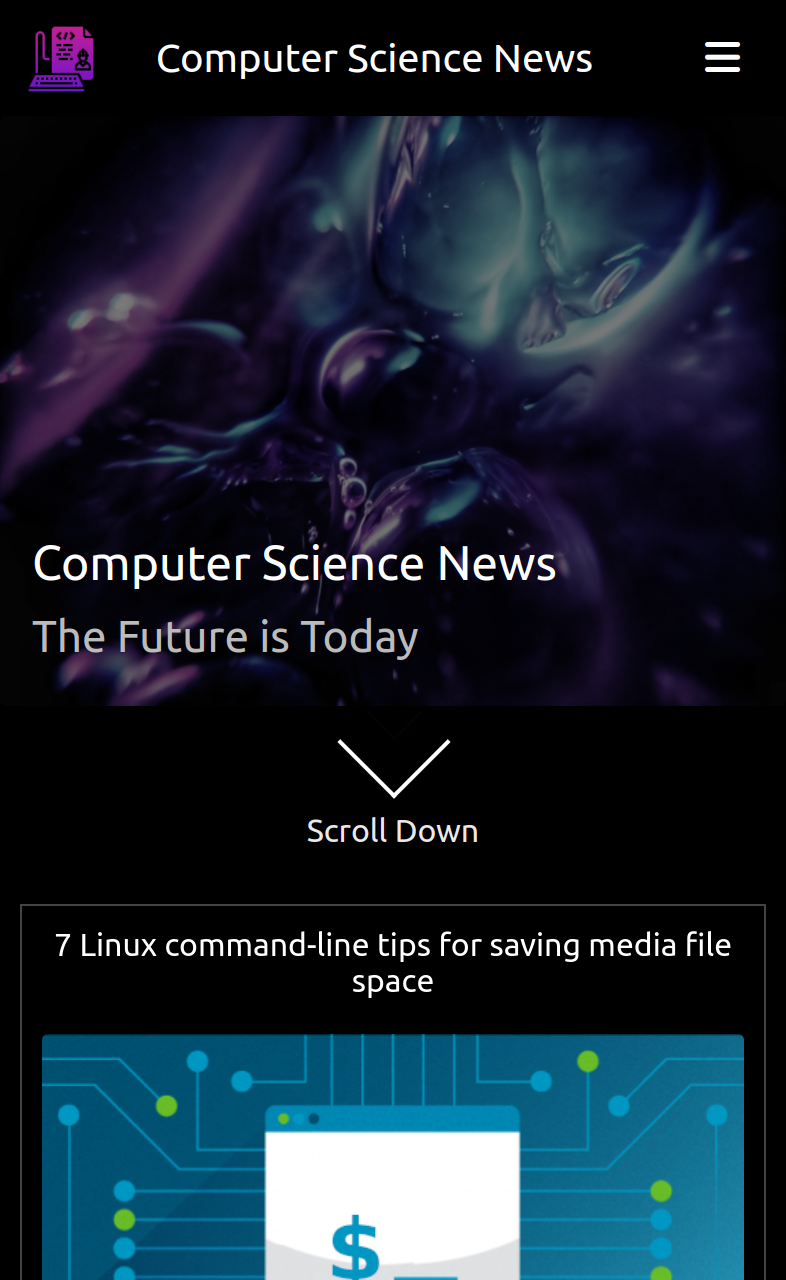 Computer Science News
Computer Science News
The Future is Today
Scroll Down
7 Linux command-line tips for saving media file
space
$_